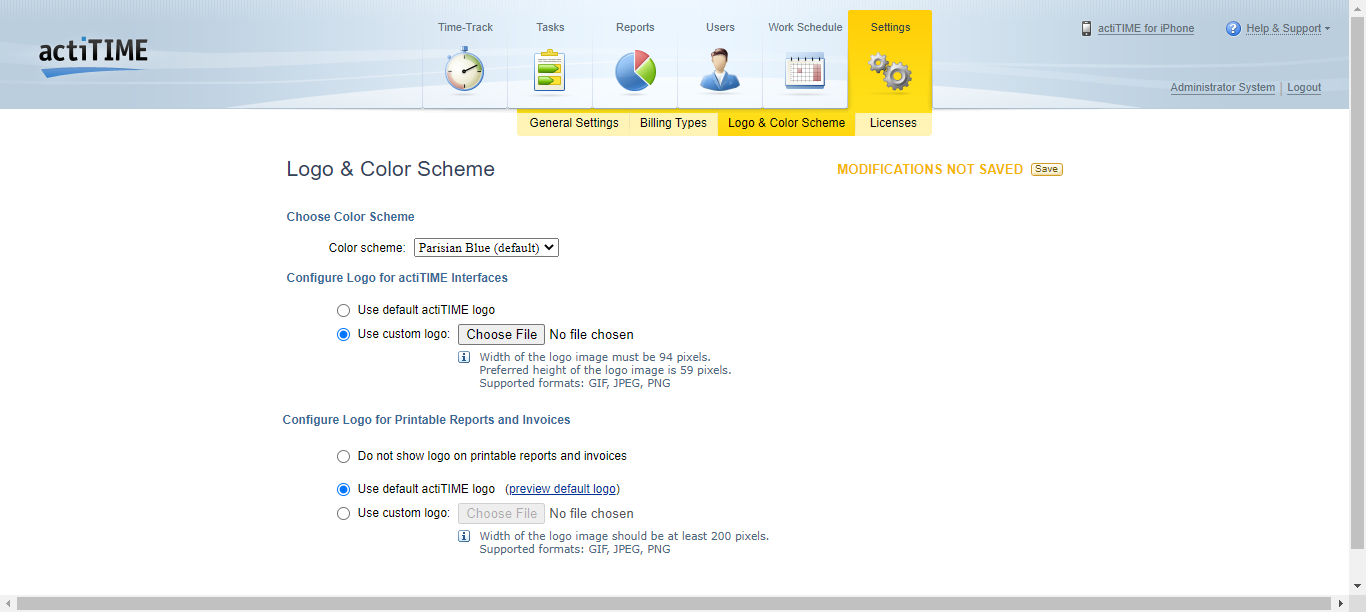 actiTIME
Time-Track
Tasks
Reports
Users
Work Schedule
Settings
actiTIME for iPhone
? Help & Support
Administrator System | Logout
General Settings
Billing Types
Logo & Color Scheme
Licenses
Logo & Color Scheme
MODIFICATIONS NOT SAVED Save
Choose Color Scheme
Color scheme: Parisian Blue (default)
Configure Logo for actiTIME Interfaces
Use default actiTIME logo
Use custom logo: Choose File No file chosen
i Width of the logo image must be 94 pixels.
Preferred height of the logo image is 59 pixels.
Supported formats: GIF, JPEG, PNG
Configure Logo for Printable Reports and Invoices
Do not show logo on printable reports and invoices
Use default actiTIME logo (preview default logo)
Use custom logo: Choose File No file chosen
i Width of the logo image should be at least 200 pixels.
Supported formats: GIF, JPEG, PNG